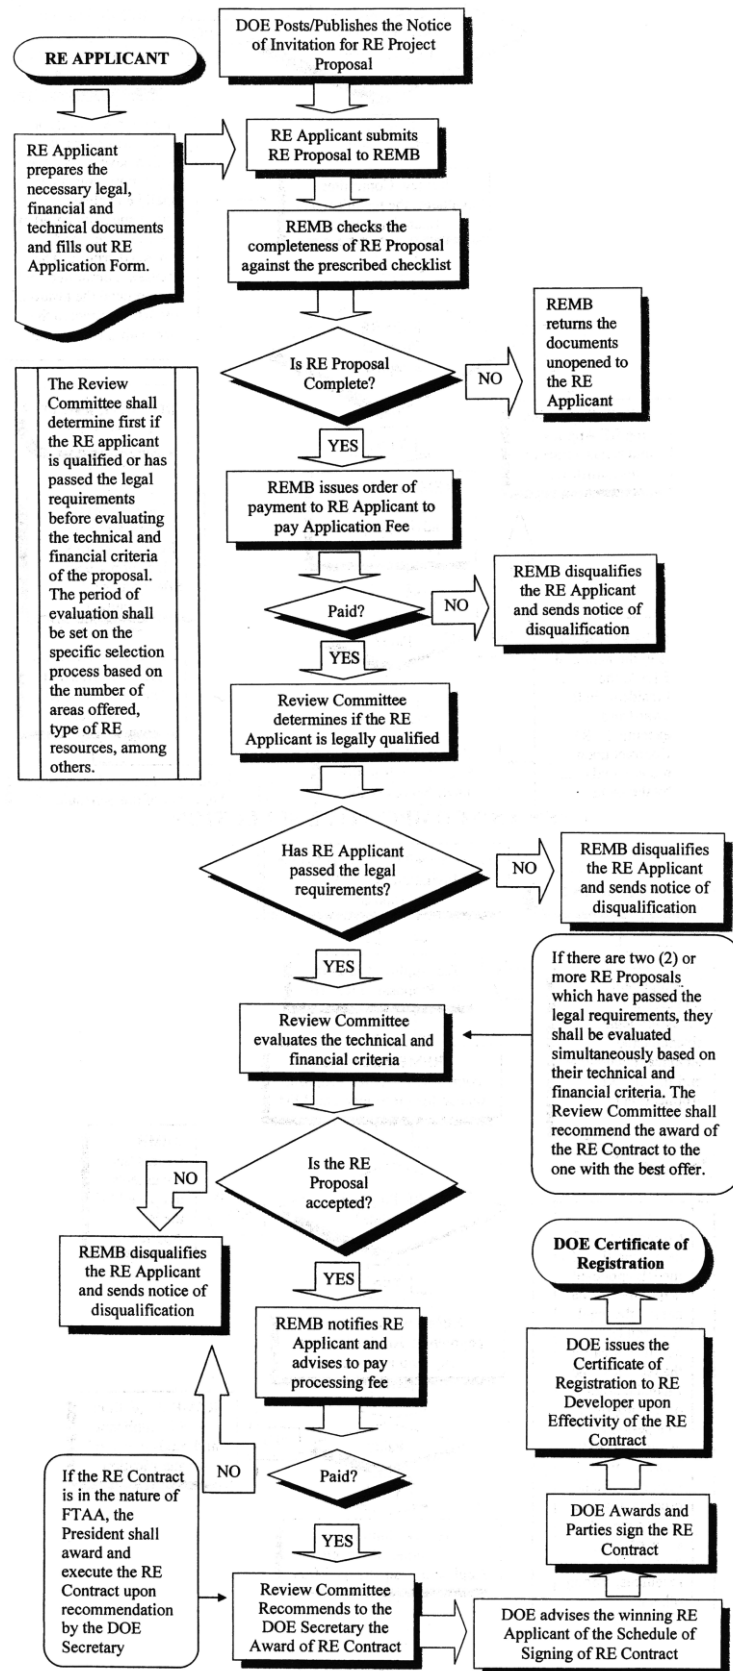 RE APPLICANT
DOE Posts/Publishes the Notice
of Invitation for RE Project
Proposal
RE Applicant
prepares the
necessary legal,
financial and
technical documents
and fills out RE
Application Form.
RE Applicant submits
RE Proposal to REMB
REMB checks the
completeness of RE Proposal
against the prescribed checklist
Is RE Proposal
Complete?
NO
REMB
returns the
documents
unopened to
the RE
Applicant
YES
The Review
Committee shall
determine first if
the RE applicant
is qualified or has
passed the legal
requirements
before evaluating
the technical and
financial criteria
of the proposal.
The period of
evaluation shall
be set on the
specific selection
process based on
the number of
areas offered,
type of RE
resources, among
others.
REMB issues order of
payment to RE Applicant to
pay Application Fee
Paid?
NO
REMB disqualifies
the RE Applicant
and sends notice of
disqualification
YES
Review Committee
determines if the RE
Applicant is legally qualified
Has RE Applicant
passed the legal
requirements?
NO
REMB disqualifies
the RE Applicant
and sends notice of
disqualification
YES
Review Committee
evaluates the technical and
financial criteria
If there are two (2) or
more RE Proposals
which have passed the
legal requirements, they
shall be evaluated
simultaneously based on
their technical and
financial criteria. The
Review Committee shall
recommend the award of
the RE Contract to the
one with the best offer.
Is the RE
Proposal
accepted?
NO
REMB disqualifies
the RE Applicant
and sends notice of
disqualification
YES
REMB notifies RE
Applicant and
advises to pay
processing fee
Paid?
NO
YES
If the RE Contract
is in the nature of
FTAA, the
President shall
award and
execute the RE
Contract upon
recommendation
by the DOE
Secretary
Review Committee
Recommends to the
DOE Secretary the
Award of RE Contract
DOE advises the winning RE
Applicant of the Schedule of
Signing of RE Contract
DOE Awards and
Parties sign the RE
Contract
DOE issues the
Certificate of
Registration to RE
Developer upon
Effectivity of the RE
Contract
DOE Certificate of
Registration